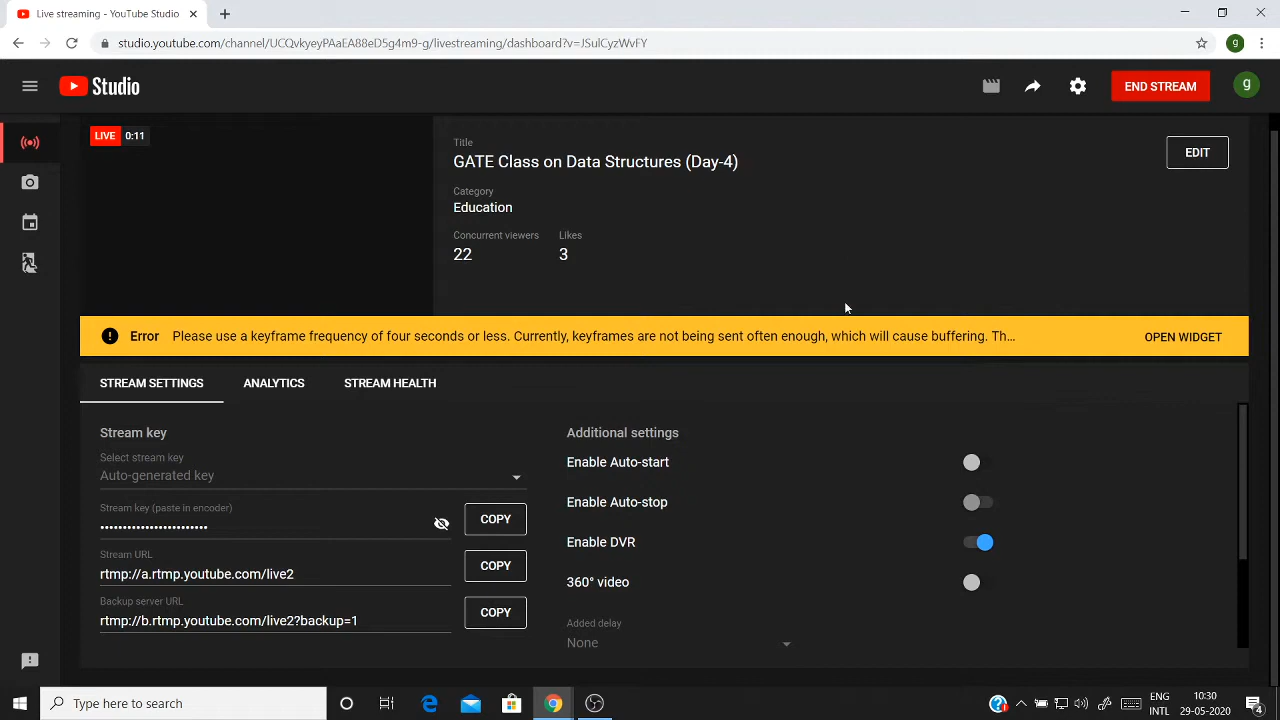 Live streaming - YouTube Studio
studio.youtube.com/channel/UCQvkyeyPAaEA88eD5g4m9-g/livestreaming/dashboard?v=JSulCyzWvFY
g
Studio
END STREAM
g
LIVE 0:11
Title
GATE Class on Data Structures (Day-4)
EDIT
Category
Education
Concurrent viewers Likes
22 3
Error Please use a keyframe frequency of four seconds or less. Currently, keyframes are not being sent often enough, which will cause buffering. Th... OPEN WIDGET
STREAM SETTINGS ANALYTICS STREAM HEALTH
Stream key
Select stream key
Auto-generated key
Stream key (paste in encoder)
COPY
Stream URL
rtmp://a.rtmp.youtube.com/live2
COPY
Backup server URL
rtmp://b.rtmp.youtube.com/live2?backup=1
COPY
Additional settings
Enable Auto-start
Enable Auto-stop
Enable DVR
360° video
Added delay
None
Type here to search
ENG
INTL
10:30
29-05-2020
4